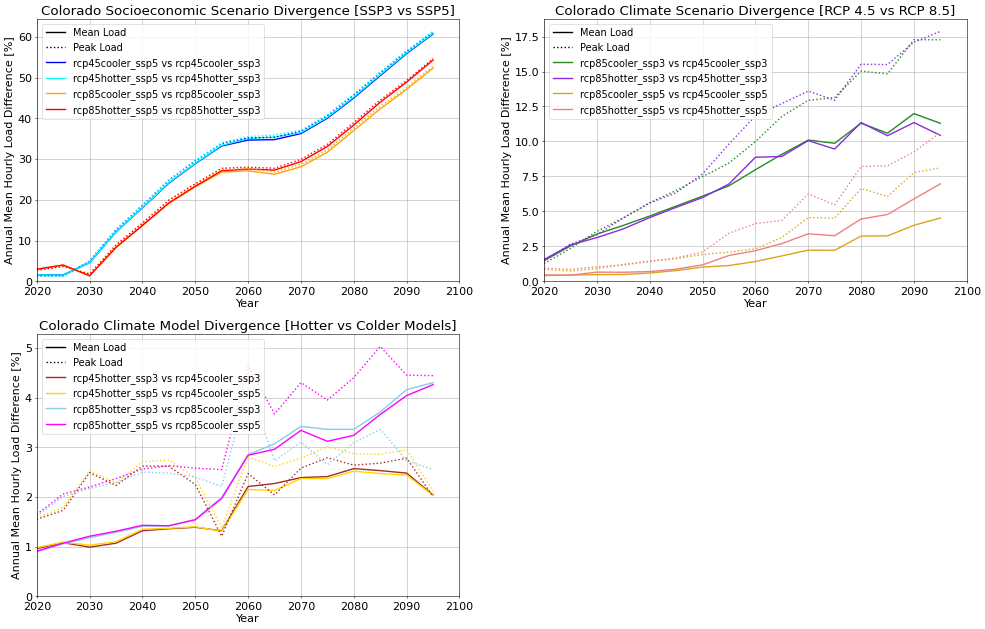 Colorado Socioeconomic Scenario Divergence [SSP3 vs SSP5]
Annual Mean Hourly Load Difference [%]
60
50
40
30
20
10
0
Mean Load
Peak Load
rcp45cooler_ssp5 vs rcp45cooler_ssp3
rcp45hotter_ssp5 vs rcp45hotter_ssp3
rcp85cooler_ssp5 vs rcp85cooler_ssp3
rcp85hotter_ssp5 vs rcp85hotter_ssp3
2020 2030 2040 2050 2060 2070 2080 2090 2100
Year
Colorado Climate Scenario Divergence [RCP 4.5 vs RCP 8.5]
Annual Mean Hourly Load Difference [%]
17.5
15.0
12.5
10.0
7.5
5.0
2.5
0.0
Mean Load
Peak Load
rcp85cooler_ssp3 vs rcp45cooler_ssp3
rcp85hotter_ssp3 vs rcp45hotter_ssp3
rcp85cooler_ssp5 vs rcp45cooler_ssp5
rcp85hotter_ssp5 vs rcp45hotter_ssp5
2020 2030 2040 2050 2060 2070 2080 2090 2100
Year
Colorado Climate Model Divergence [Hotter vs Colder Models]
Annual Mean Hourly Load Difference [%]
5
4
3
2
1
0
Mean Load
Peak Load
rcp45hotter_ssp3 vs rcp45cooler_ssp3
rcp45hotter_ssp5 vs rcp45cooler_ssp5
rcp85hotter_ssp3 vs rcp85cooler_ssp3
rcp85hotter_ssp5 vs rcp85cooler_ssp5
2020 2030 2040 2050 2060 2070 2080 2090 2100
Year